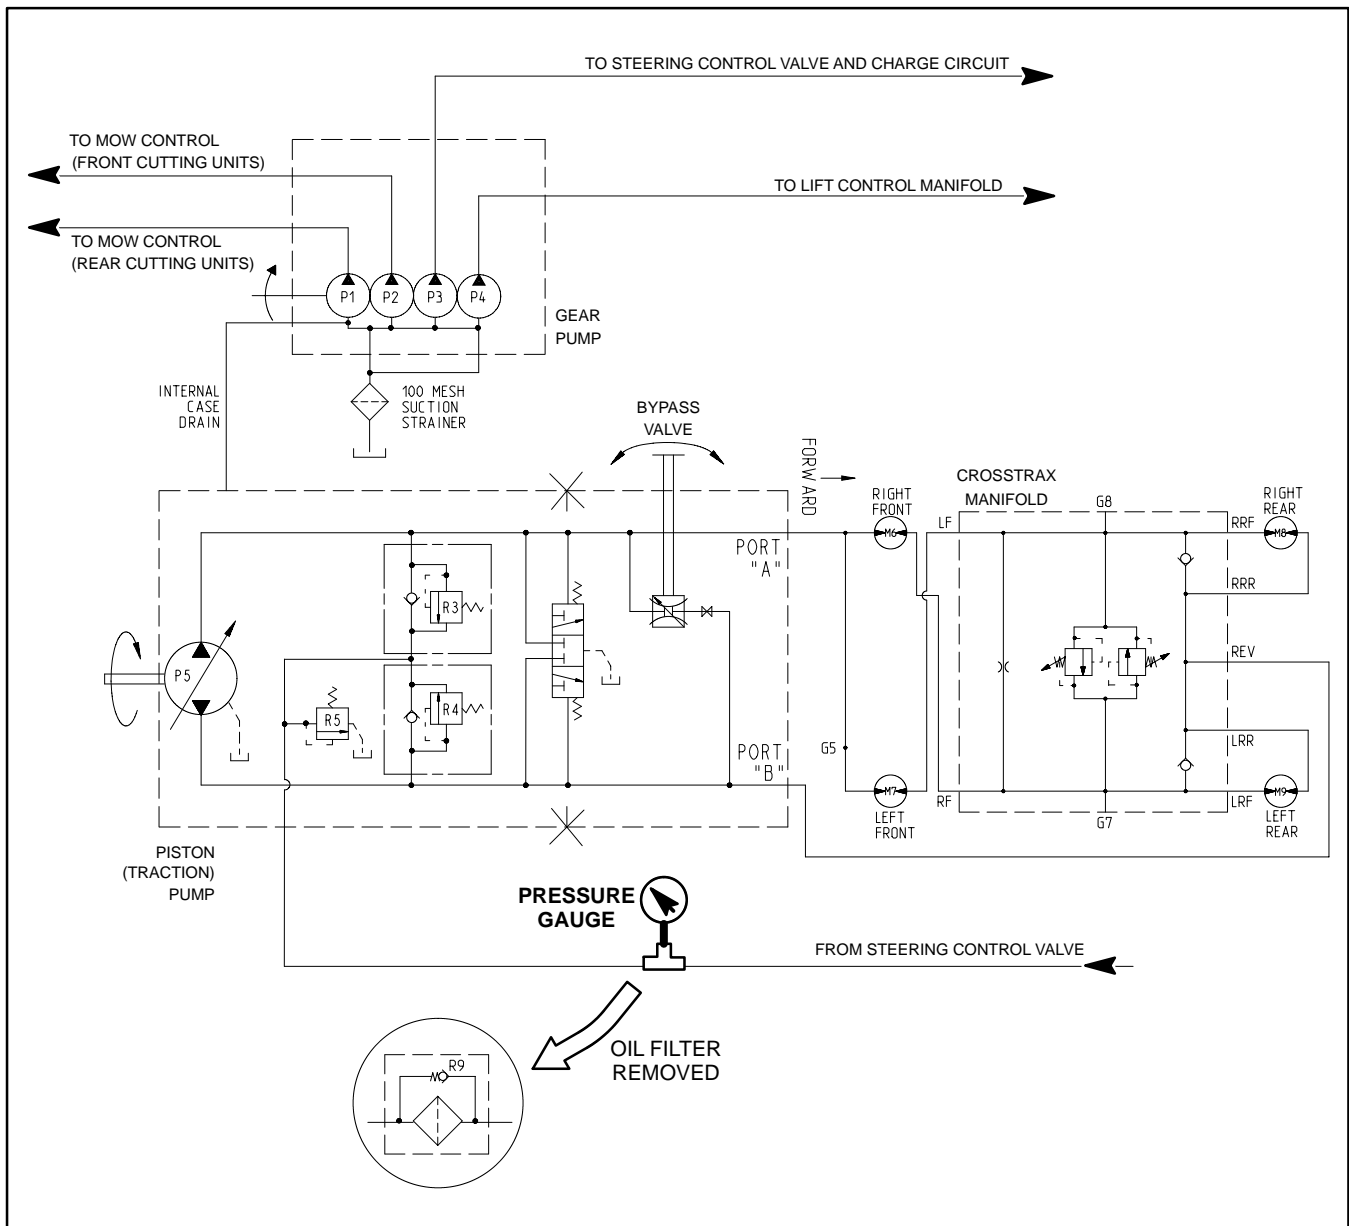 TO STEERING CONTROL VALVE AND CHARGE CIRCUIT
TO MOW CONTROL
(FRONT CUTTING UNITS)
TO LIFT CONTROL MANIFOLD
TO MOW CONTROL
(REAR CUTTING UNITS)
P1
P2
P3
P4
GEAR
PUMP
INTERNAL
CASE
DRAIN
100 MESH
SUCTION
STRAINER
BYPASS
VALVE
FORWARD
CROSSTRAX
MANIFOLD
RIGHT
FRONT
RIGHT
REAR
G8
LF
RRF
M6
M8
PORT
"A"
RRR
R3
REV
P5
R4
R5
G5
PORT
"B"
LRR
M7
M9
RF
LRF
G7
LEFT
FRONT
LEFT
REAR
PISTON
(TRACTION)
PUMP
PRESSURE
GAUGE
FROM STEERING CONTROL VALVE
OIL FILTER
REMOVED
R9